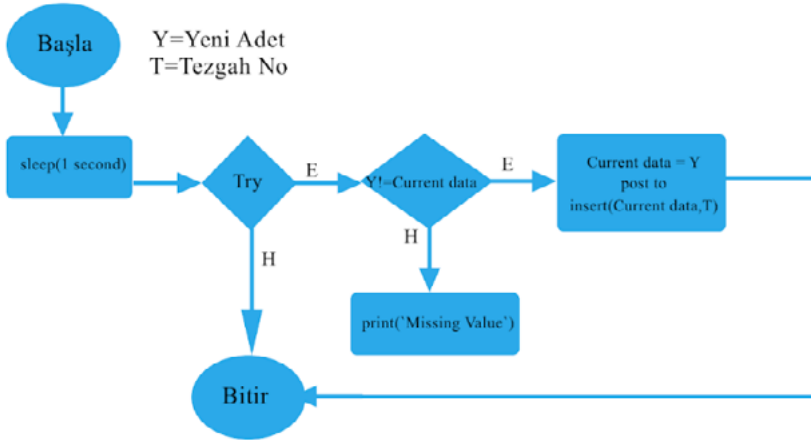 Başla
Y=Yeni Adet
T=Tezgah No
sleep(1 second)
Try
E
Y!=Current data
E
Current data = Y
post to
insert(Current data,T)
H
H
print(`Missing Value`)
Bitir